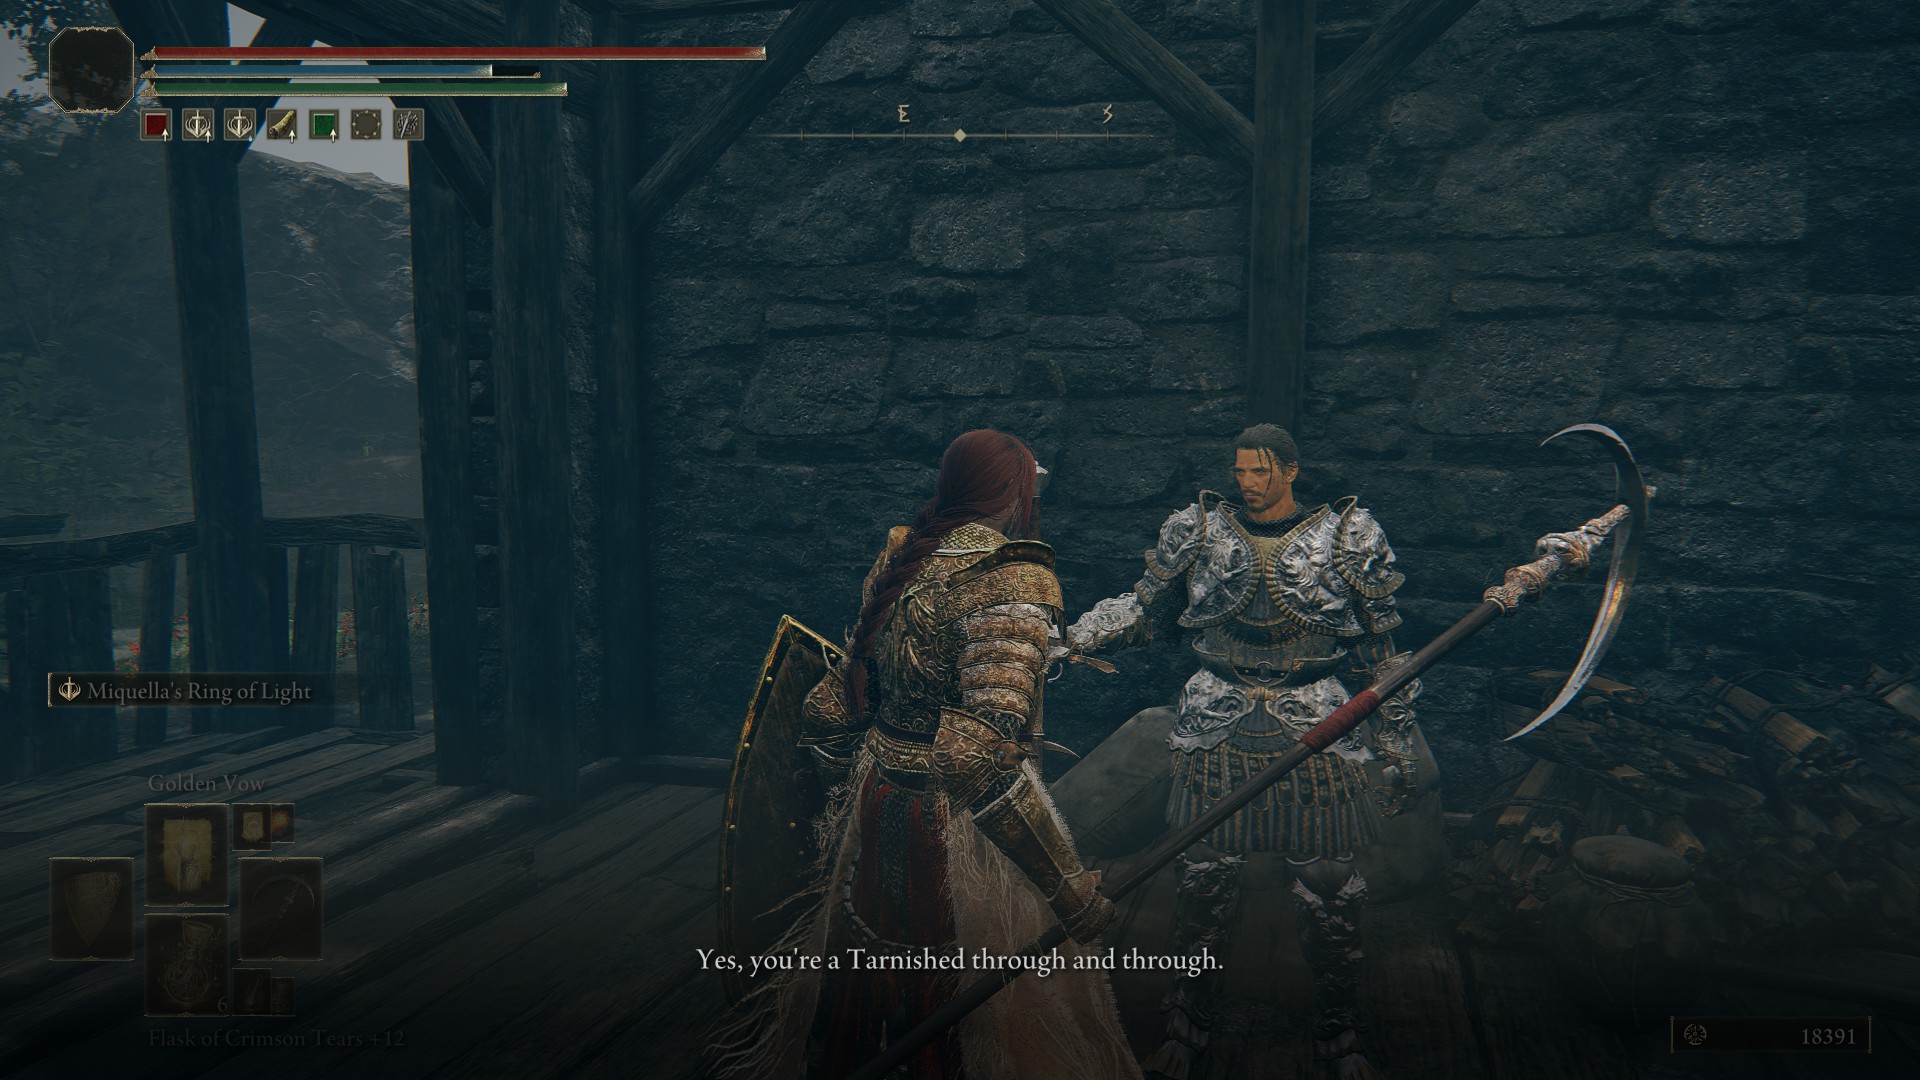 E
S
Miquella's Ring of Light
Golden Vow
6
Flask of Crimson Tears +12
Yes, you're a Tarnished through and through.
18391